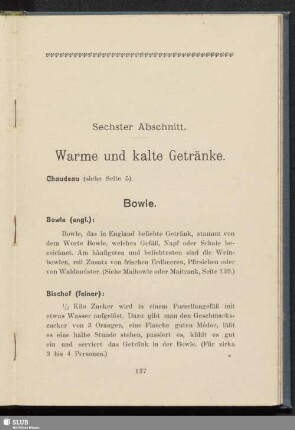 Sechster Abschnitt.
Warme und kalte Getränke.
Chaudeau (siehe Seite 5).
Bowle.
Bowle (engl.):
Bowle, das in England beliebte Getränk, stammt von
dem Worte Bowle, welches Gefäß, Napf oder Schale be-
zeichnet. Am häufigsten und beliebtesten sind die Wein-
bowlen, mit Zusatz von frischen Erdbeeren, Pfirsichen oder
von Waldmeister. (Siehe Maibowle oder Maitrank, Seite 139.)
Bischof (feiner):
1/2 Kilo Zucker wird in einem Porzellangefäß mit
etwas Wasser aufgelöst. Dazu gibt man den Geschmacks-
zucker von 3 Orangen, eine Flasche guten Médoc, läßt
es eine halbe Stunde stehen, passiert es, kühlt es gut
ein und serviert das Getränk in der Bowle. (Für zirka
3 bis 4 Personen.)
137
SLUB